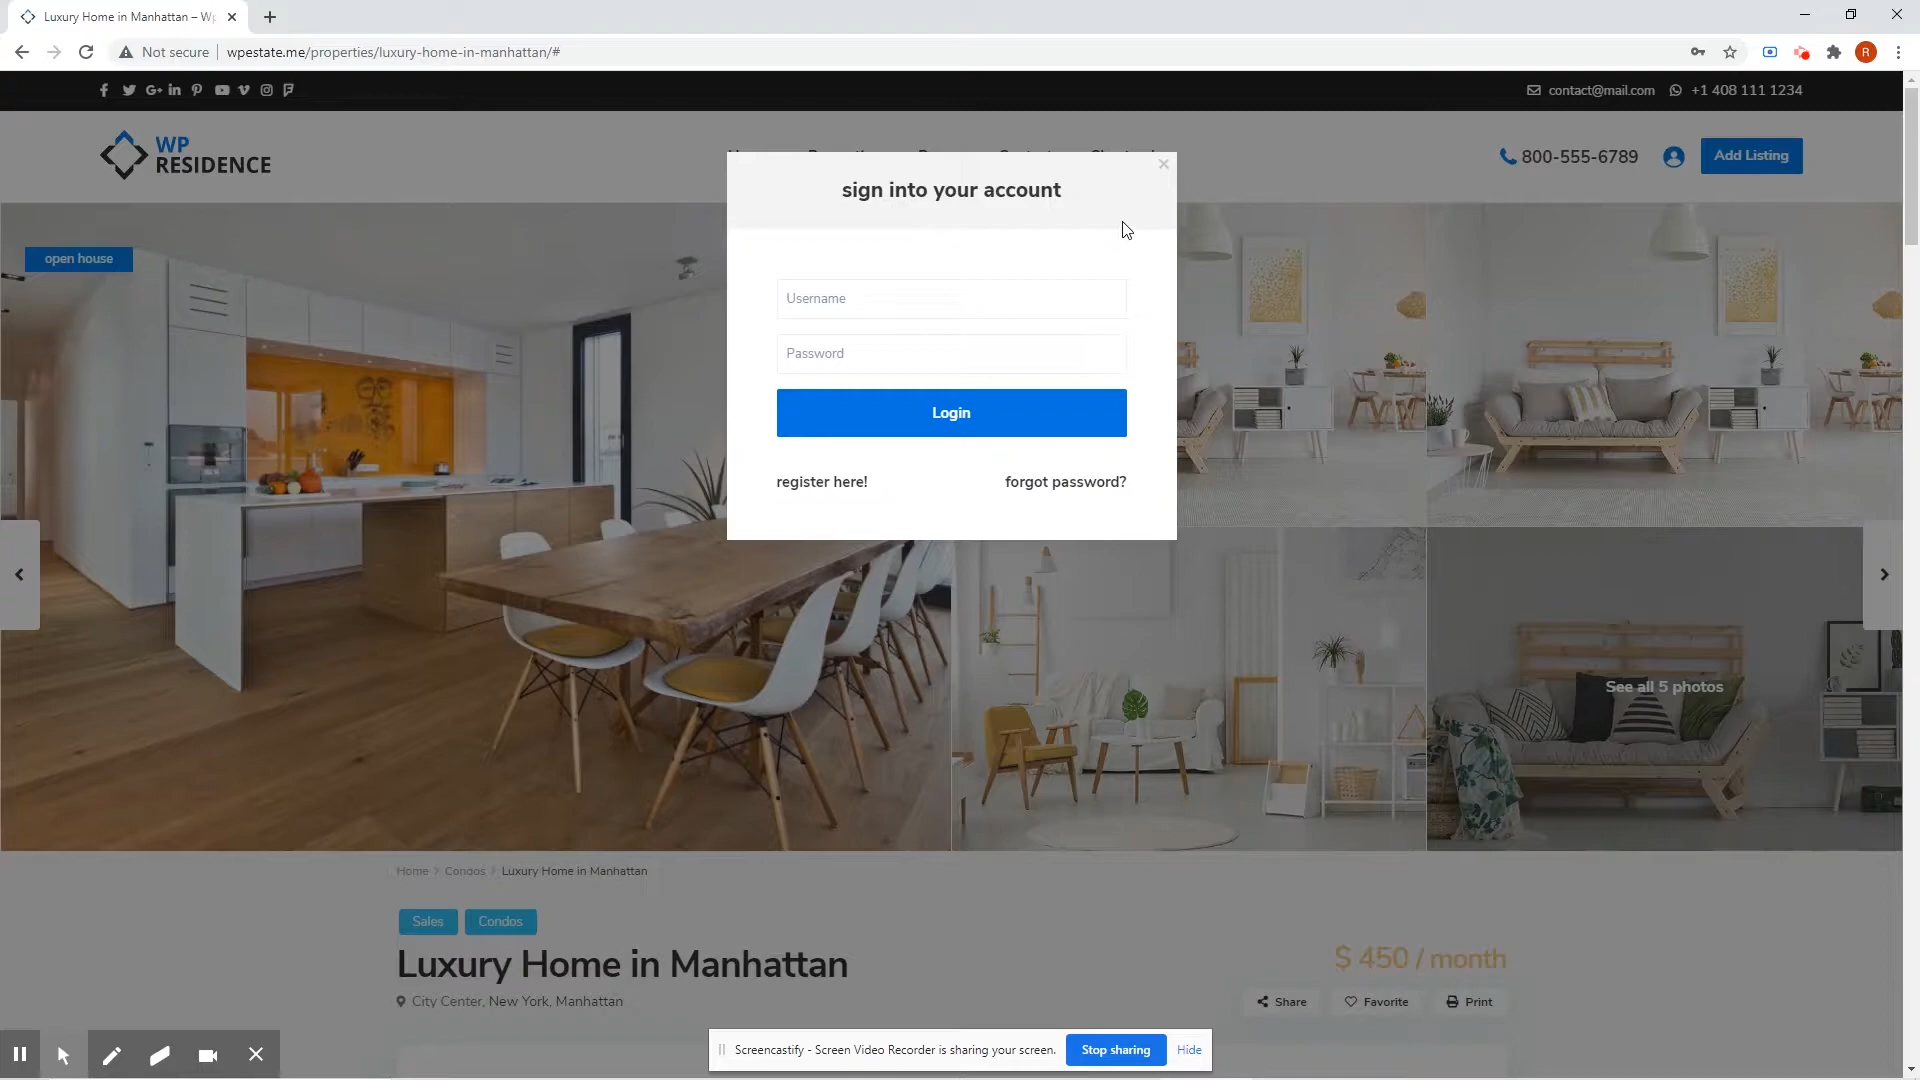 Luxury Home in Manhattan – Wp
Not secure
wpestate.me/properties/luxury-home-in-manhattan/#
R
contact@mail.com
+1 408 111 1234
WP
RESIDENCE
800-555-6789
Add Listing
sign into your account
open house
Username
Password
Login
register here!
forgot password?
See all 5 photos
Home
Condos
Luxury Home in Manhattan
Sales
Condos
Luxury Home in Manhattan
$ 450 / month
City Center, New York, Manhattan
Share
Favorite
Print
Screencastify - Screen Video Recorder is sharing your screen.
Stop sharing
Hide